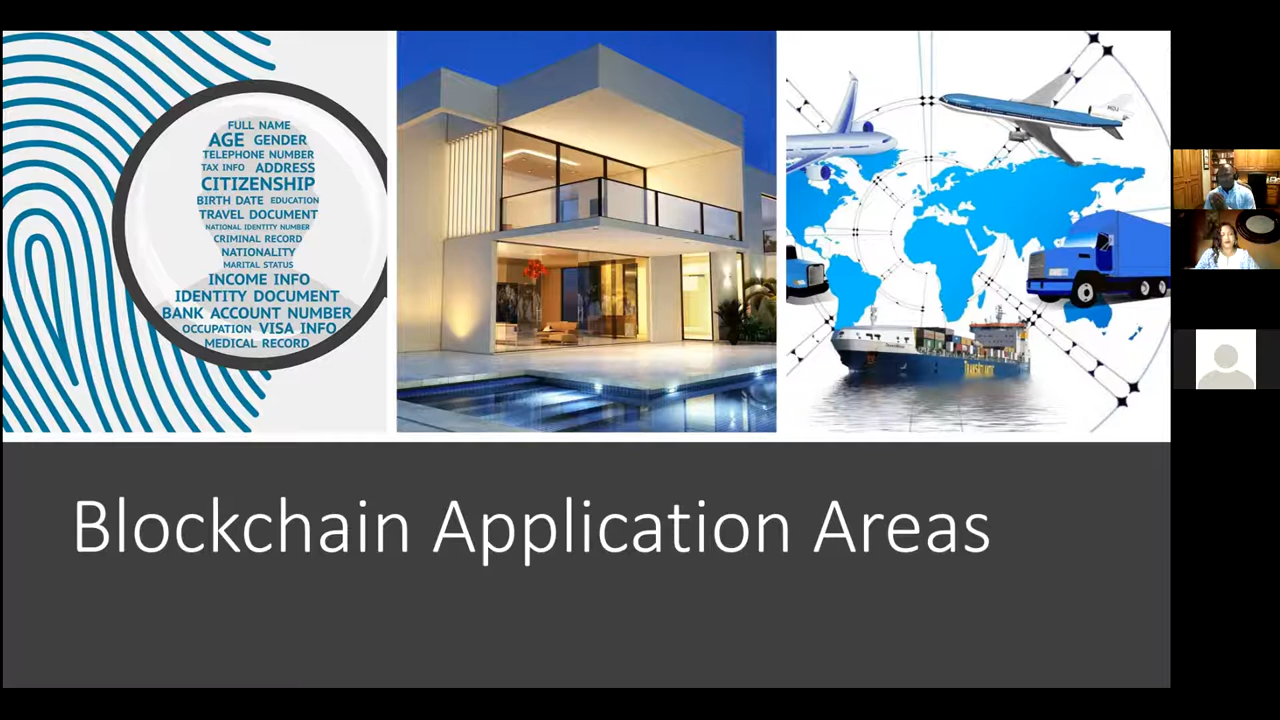 FULL NAME
AGE GENDER
TELEPHONE NUMBER
TAX INFO ADDRESS
CITIZENSHIP
BIRTH DATE EDUCATION
TRAVEL DOCUMENT
NATIONAL IDENTITY NUMBER
CRIMINAL RECORD
NATIONALITY
MARITAL STATUS
INCOME INFO
IDENTITY DOCUMENT
BANK ACCOUNT NUMBER
OCCUPATION VISA INFO
MEDICAL RECORD
TRANSATLANTIC
Blockchain Application Areas